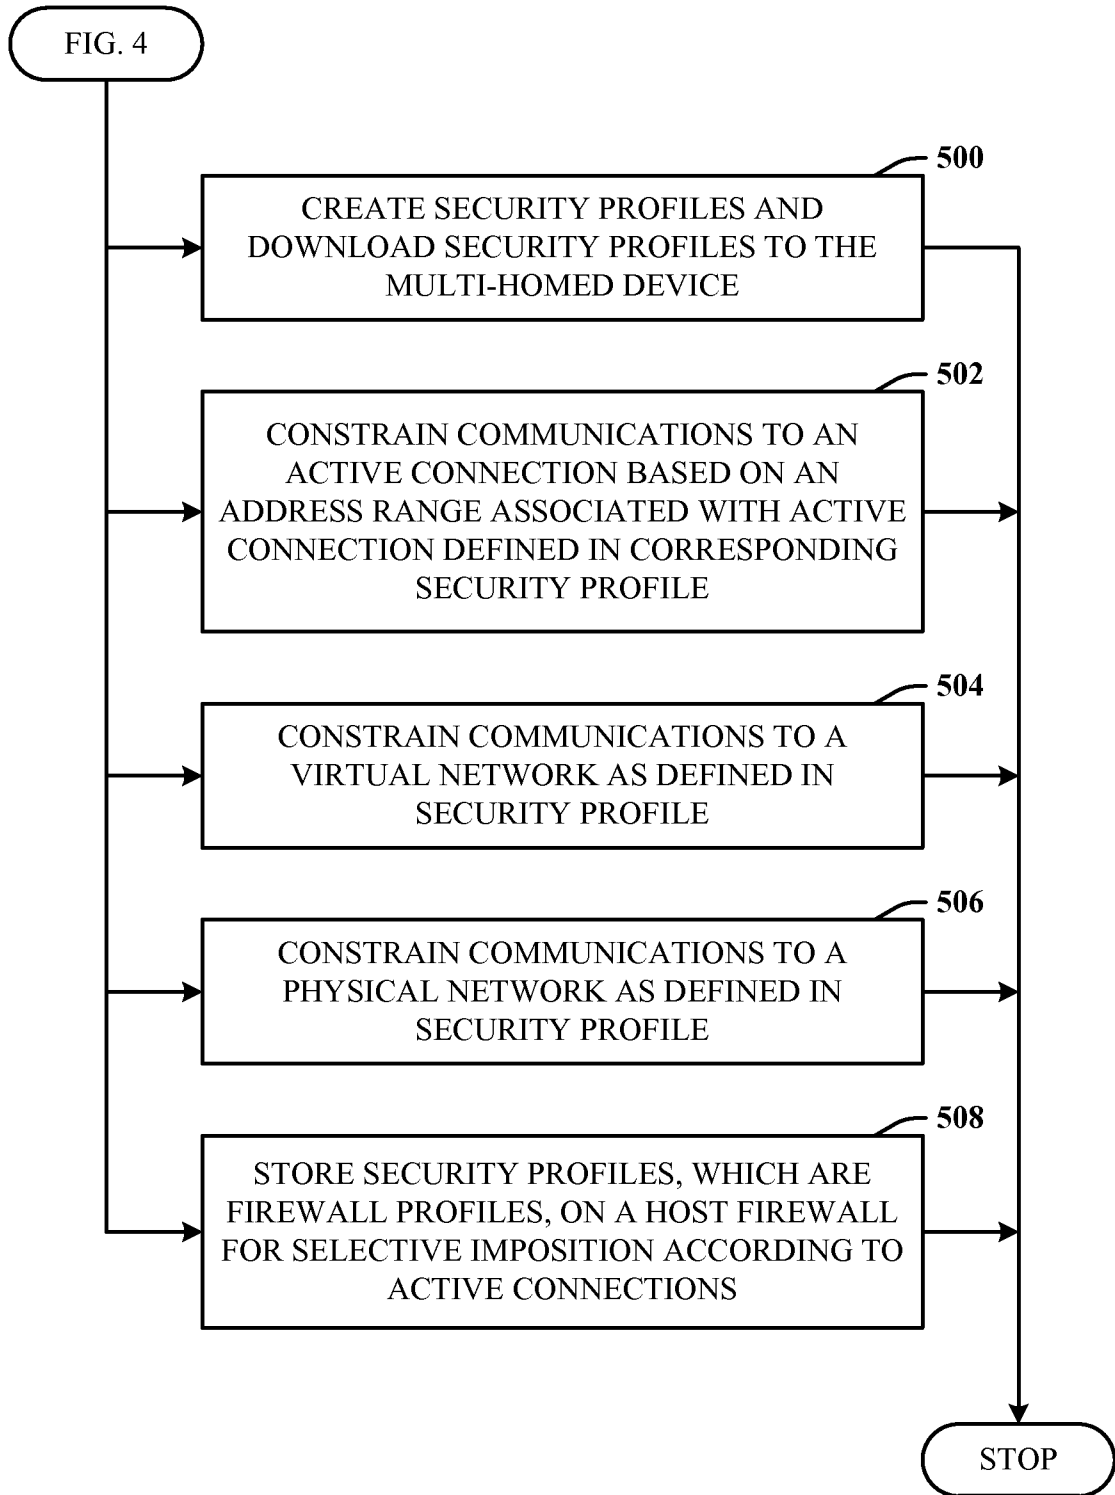 FIG. 4
500
CREATE SECURITY PROFILES AND
DOWNLOAD SECURITY PROFILES TO THE
MULTI-HOMED DEVICE
502
CONSTRAIN COMMUNICATIONS TO AN
ACTIVE CONNECTION BASED ON AN
ADDRESS RANGE ASSOCIATED WITH ACTIVE
CONNECTION DEFINED IN CORRESPONDING
SECURITY PROFILE
504
CONSTRAIN COMMUNICATIONS TO A
VIRTUAL NETWORK AS DEFINED IN
SECURITY PROFILE
506
CONSTRAIN COMMUNICATIONS TO A
PHYSICAL NETWORK AS DEFINED IN
SECURITY PROFILE
508
STORE SECURITY PROFILES, WHICH ARE
FIREWALL PROFILES, ON A HOST FIREWALL
FOR SELECTIVE IMPOSITION ACCORDING TO
ACTIVE CONNECTIONS
STOP